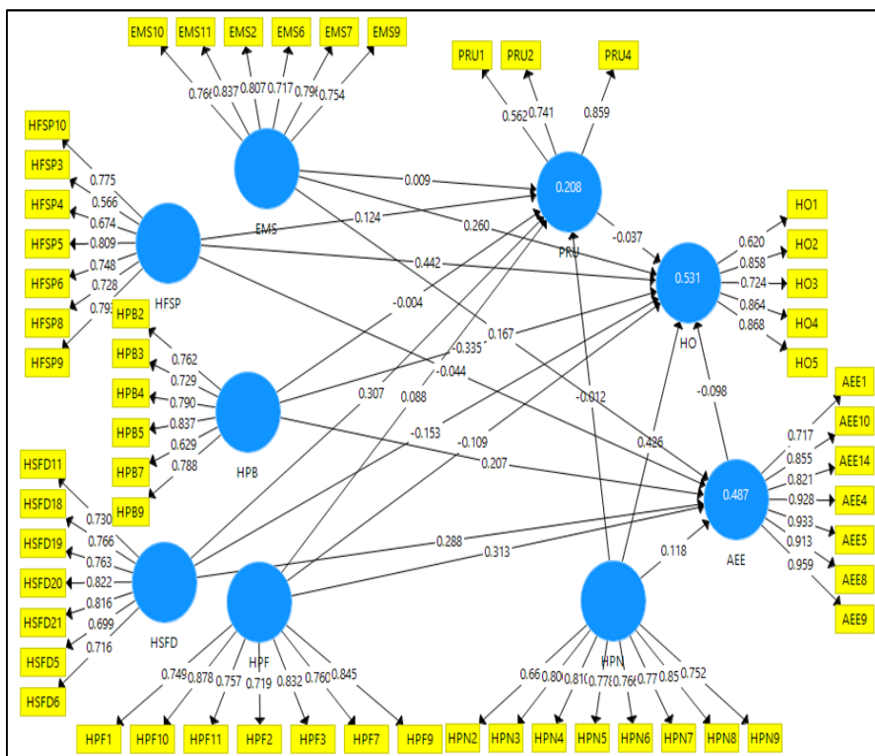 EMS10 EMS11 EMS2 EMS6 EMS7 EMS9
0.837 0.807 0.717 0.754
EMS
PRU1 PRU2 PRU4
0.562 0.741 0.859
0.208
PRU
HFSP10
HFSP3
HFSP4
HFSP5
HFSP6
HFSP8
HFSP9
0.775
0.566
0.674
0.809
0.748
0.728
HFSP
HPB2
HPB3
HPB4
HPB5
HPB7
HPB9
0.762
0.729
0.790
0.837
0.629
0.788
HPB
HSFD11
HSFD18
HSFD19
HSFD20
HSFD21
HSFD5
HSFD6
0.730
0.766
0.763
0.822
0.816
0.699
0.716
HSFD
0.749 0.878 0.757 0.719 0.832 0.760 0.845
HPF
HPF1 HPF10 HPF11 HPF2 HPF3 HPF7 HPF9
HPN
0.752
HPN2 HPN3 HPN4 HPN5 HPN6 HPN7 HPN8 HPN9
0.009
0.124
0.260
-0.037
0.442
-0.004
0.167
-0.335
-0.044
0.307
0.088
-0.012
-0.153
-0.109
0.426
-0.098
0.207
0.288
0.313
0.118
0.531
HO
0.620
0.858
0.724
0.864
0.868
HO1
HO2
HO3
HO4
HO5
0.487
AEE
0.717
0.855
0.821
0.928
0.933
0.913
0.959
AEE1
AEE10
AEE14
AEE4
AEE5
AEE8
AEE9